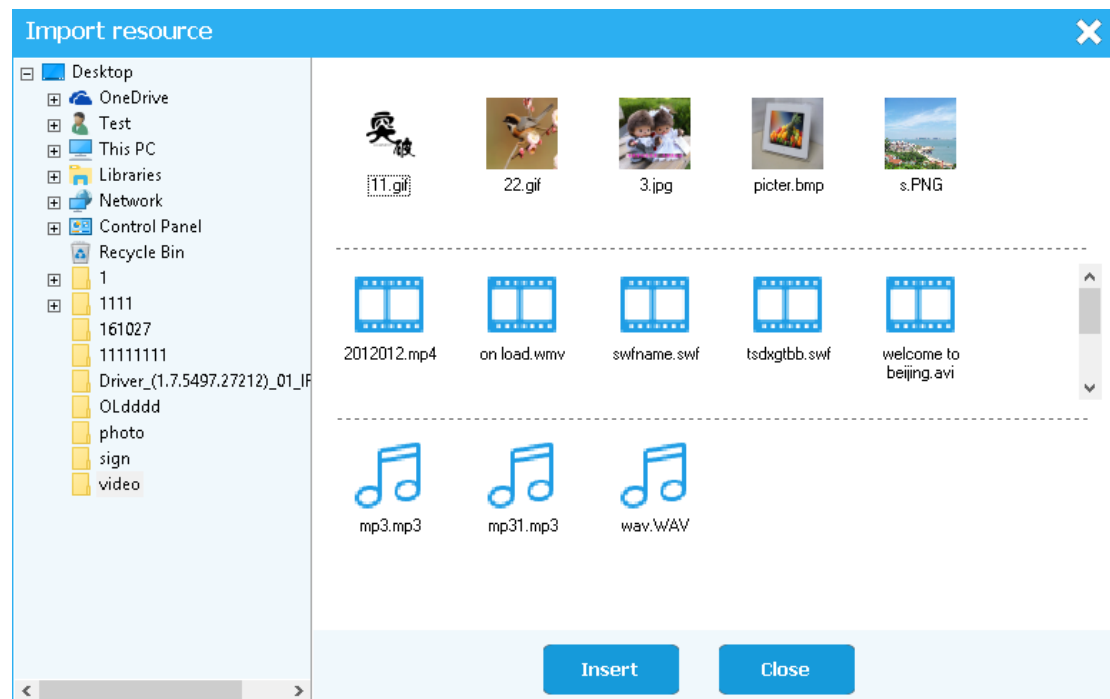 Import resource
Desktop
OneDrive
Test
This PC
Libraries
Network
Control Panel
Recycle Bin
1
1111
161027
11111111
Driver_(1.7.5497.27212)_01_IF
OLdddd
photo
sign
video
突破
11.gif
22.gif
3.jpg
picter.bmp
s.PNG
2012012.mp4
on load.wmv
swfname.swf
tsdxgtbb.swf
welcome to
beijing.avi
mp3.mp3
mp31.mp3
wav.WAV
Insert
Close